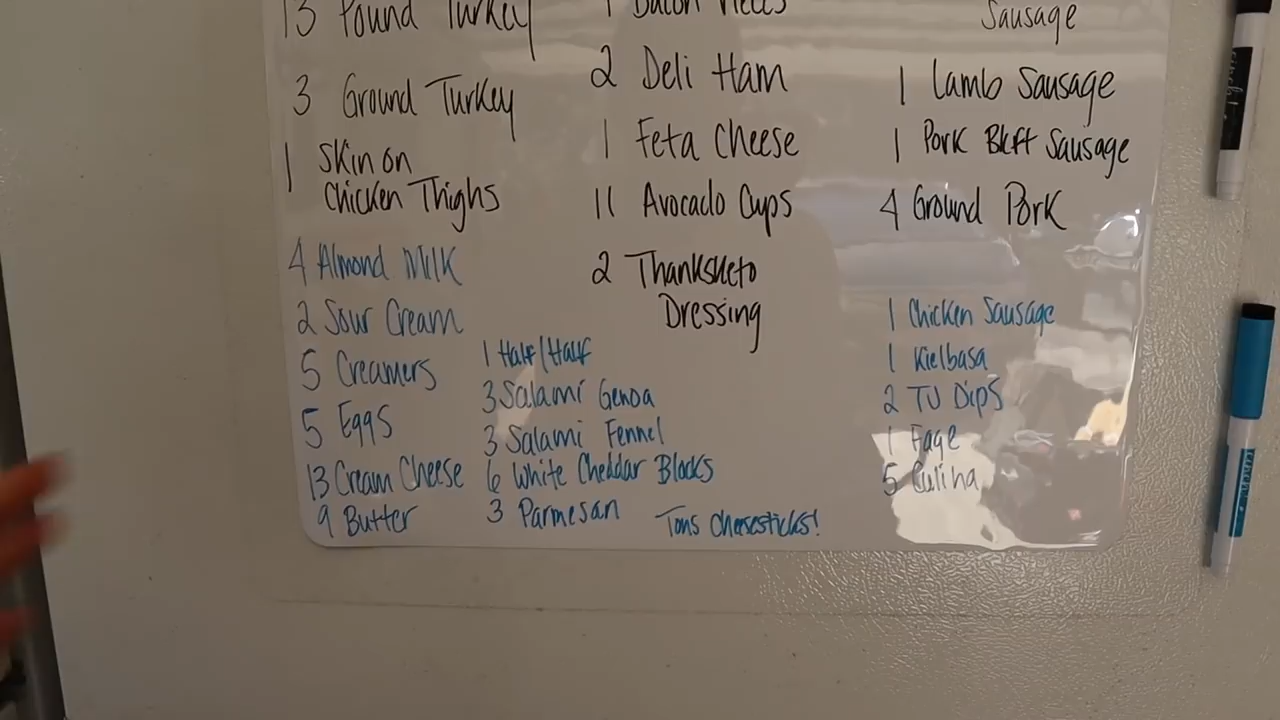 13 Pound Turkey
3 Ground Turkey
1 Skin on
Chicken Thighs
4 Almond Milk
2 Sour Cream
5 Creamers
5 Eggs
13 Cream Cheese
9 Butter
2 Deli Ham
1 Feta Cheese
11 Avocado Cups
2 Thanksketo
Dressing
1 Half/Half
3 Salami Genoa
3 Salami Fennel
6 White Cheddar Blocks
3 Parmesan
Tons Cheesesticks!
Sausage
1 Lamb Sausage
1 Pork Bkft Sausage
4 Ground Pork
1 Chicken Sausage
1 Kielbasa
2 TJ Dips
1 Fage
5 Culina